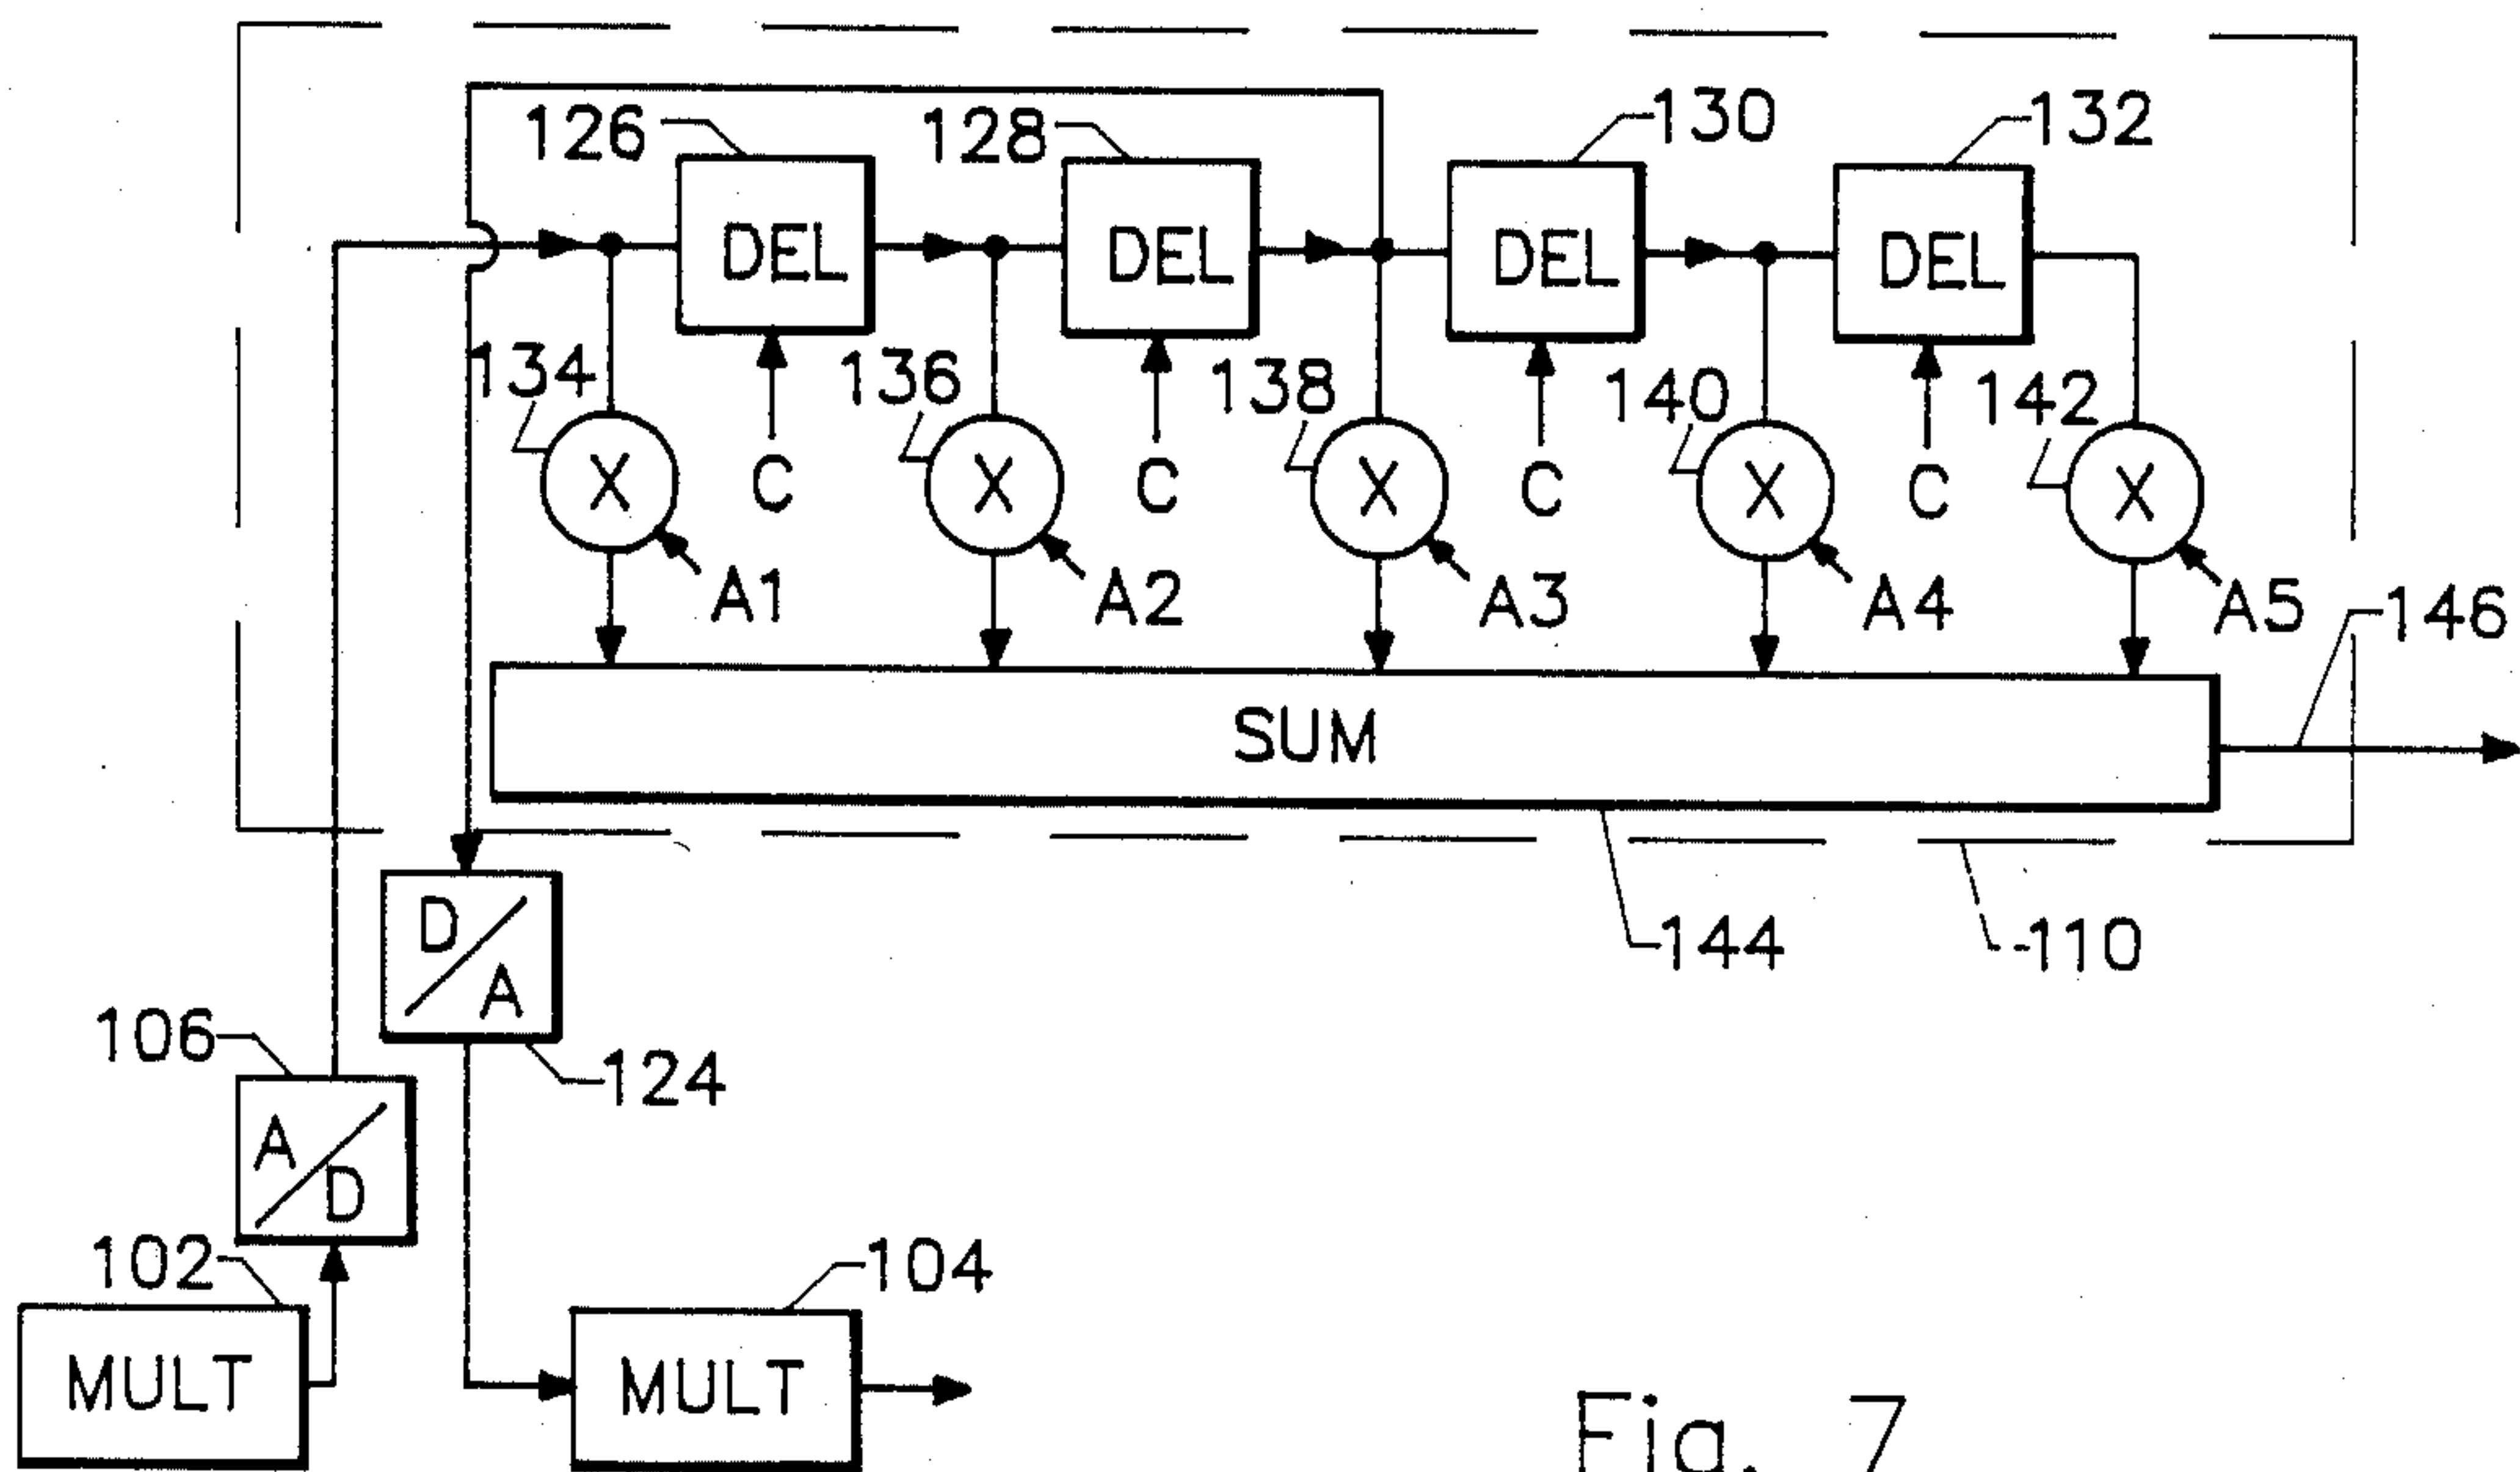 126 128 130 132
DEL DEL DEL DEL
134 136 138 140 142
X C X C X C X C X
A1 A2 A3 A4 A5 146
SUM
D/A
144 110
106 124
A/D
102 104
MULT MULT
Fig. 7